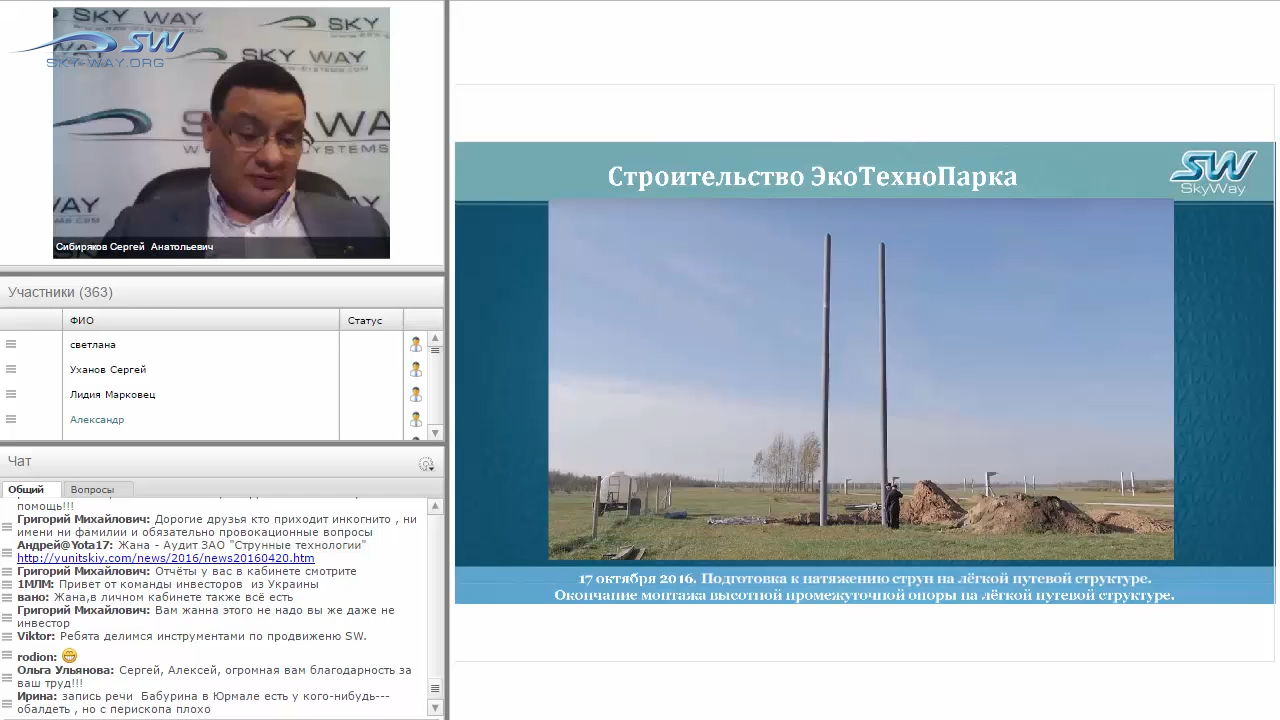 SKY WAY
SKY WAY
SW
SKY-WAY.ORG
SKY WAY
SYSTEMS
WAY
Сибиряков Сергей Анатольевич
Участники (363)
ФИО
Статус
светлана
Уханов Сергей
Лидия Марковец
Александр
Чат
Общий
Вопросы
помощь!!!
Григорий Михайлович: Дорогие друзья кто приходит инкогнито , ни
имени ни фамилии и обязательно провокационные вопросы
Андрей@Yota17: Жана - Аудит ЗАО "Струнные технологии"
http://yunitskiy.com/news/2016/news20160420.htm
Григорий Михайлович: Отчёты у вас в кабинете смотрите
1МЛМ: Привет от команды инвесторов из Украины
вано: Жана,в личном кабинете также всё есть
Григорий Михайлович: Вам жанна этого не надо вы же даже не
инвестор
Viktor: Ребята делимся инструментами по продвиженю SW.
rodion:
Ольга Ульянова: Сергей, Алексей, огромная вам благодарность за
ваш труд!!!
Ирина: запись речи Бабурина в Юрмале есть у кого-нибудь---
обалдеть , но с перископа плохо
Строительство ЭкоТехноПарка
SW
SkyWay
17 октября 2016. Подготовка к натяжению струн на лёгкой путевой структуре.
Окончание монтажа высотной промежуточной опоры на лёгкой путевой структуре.